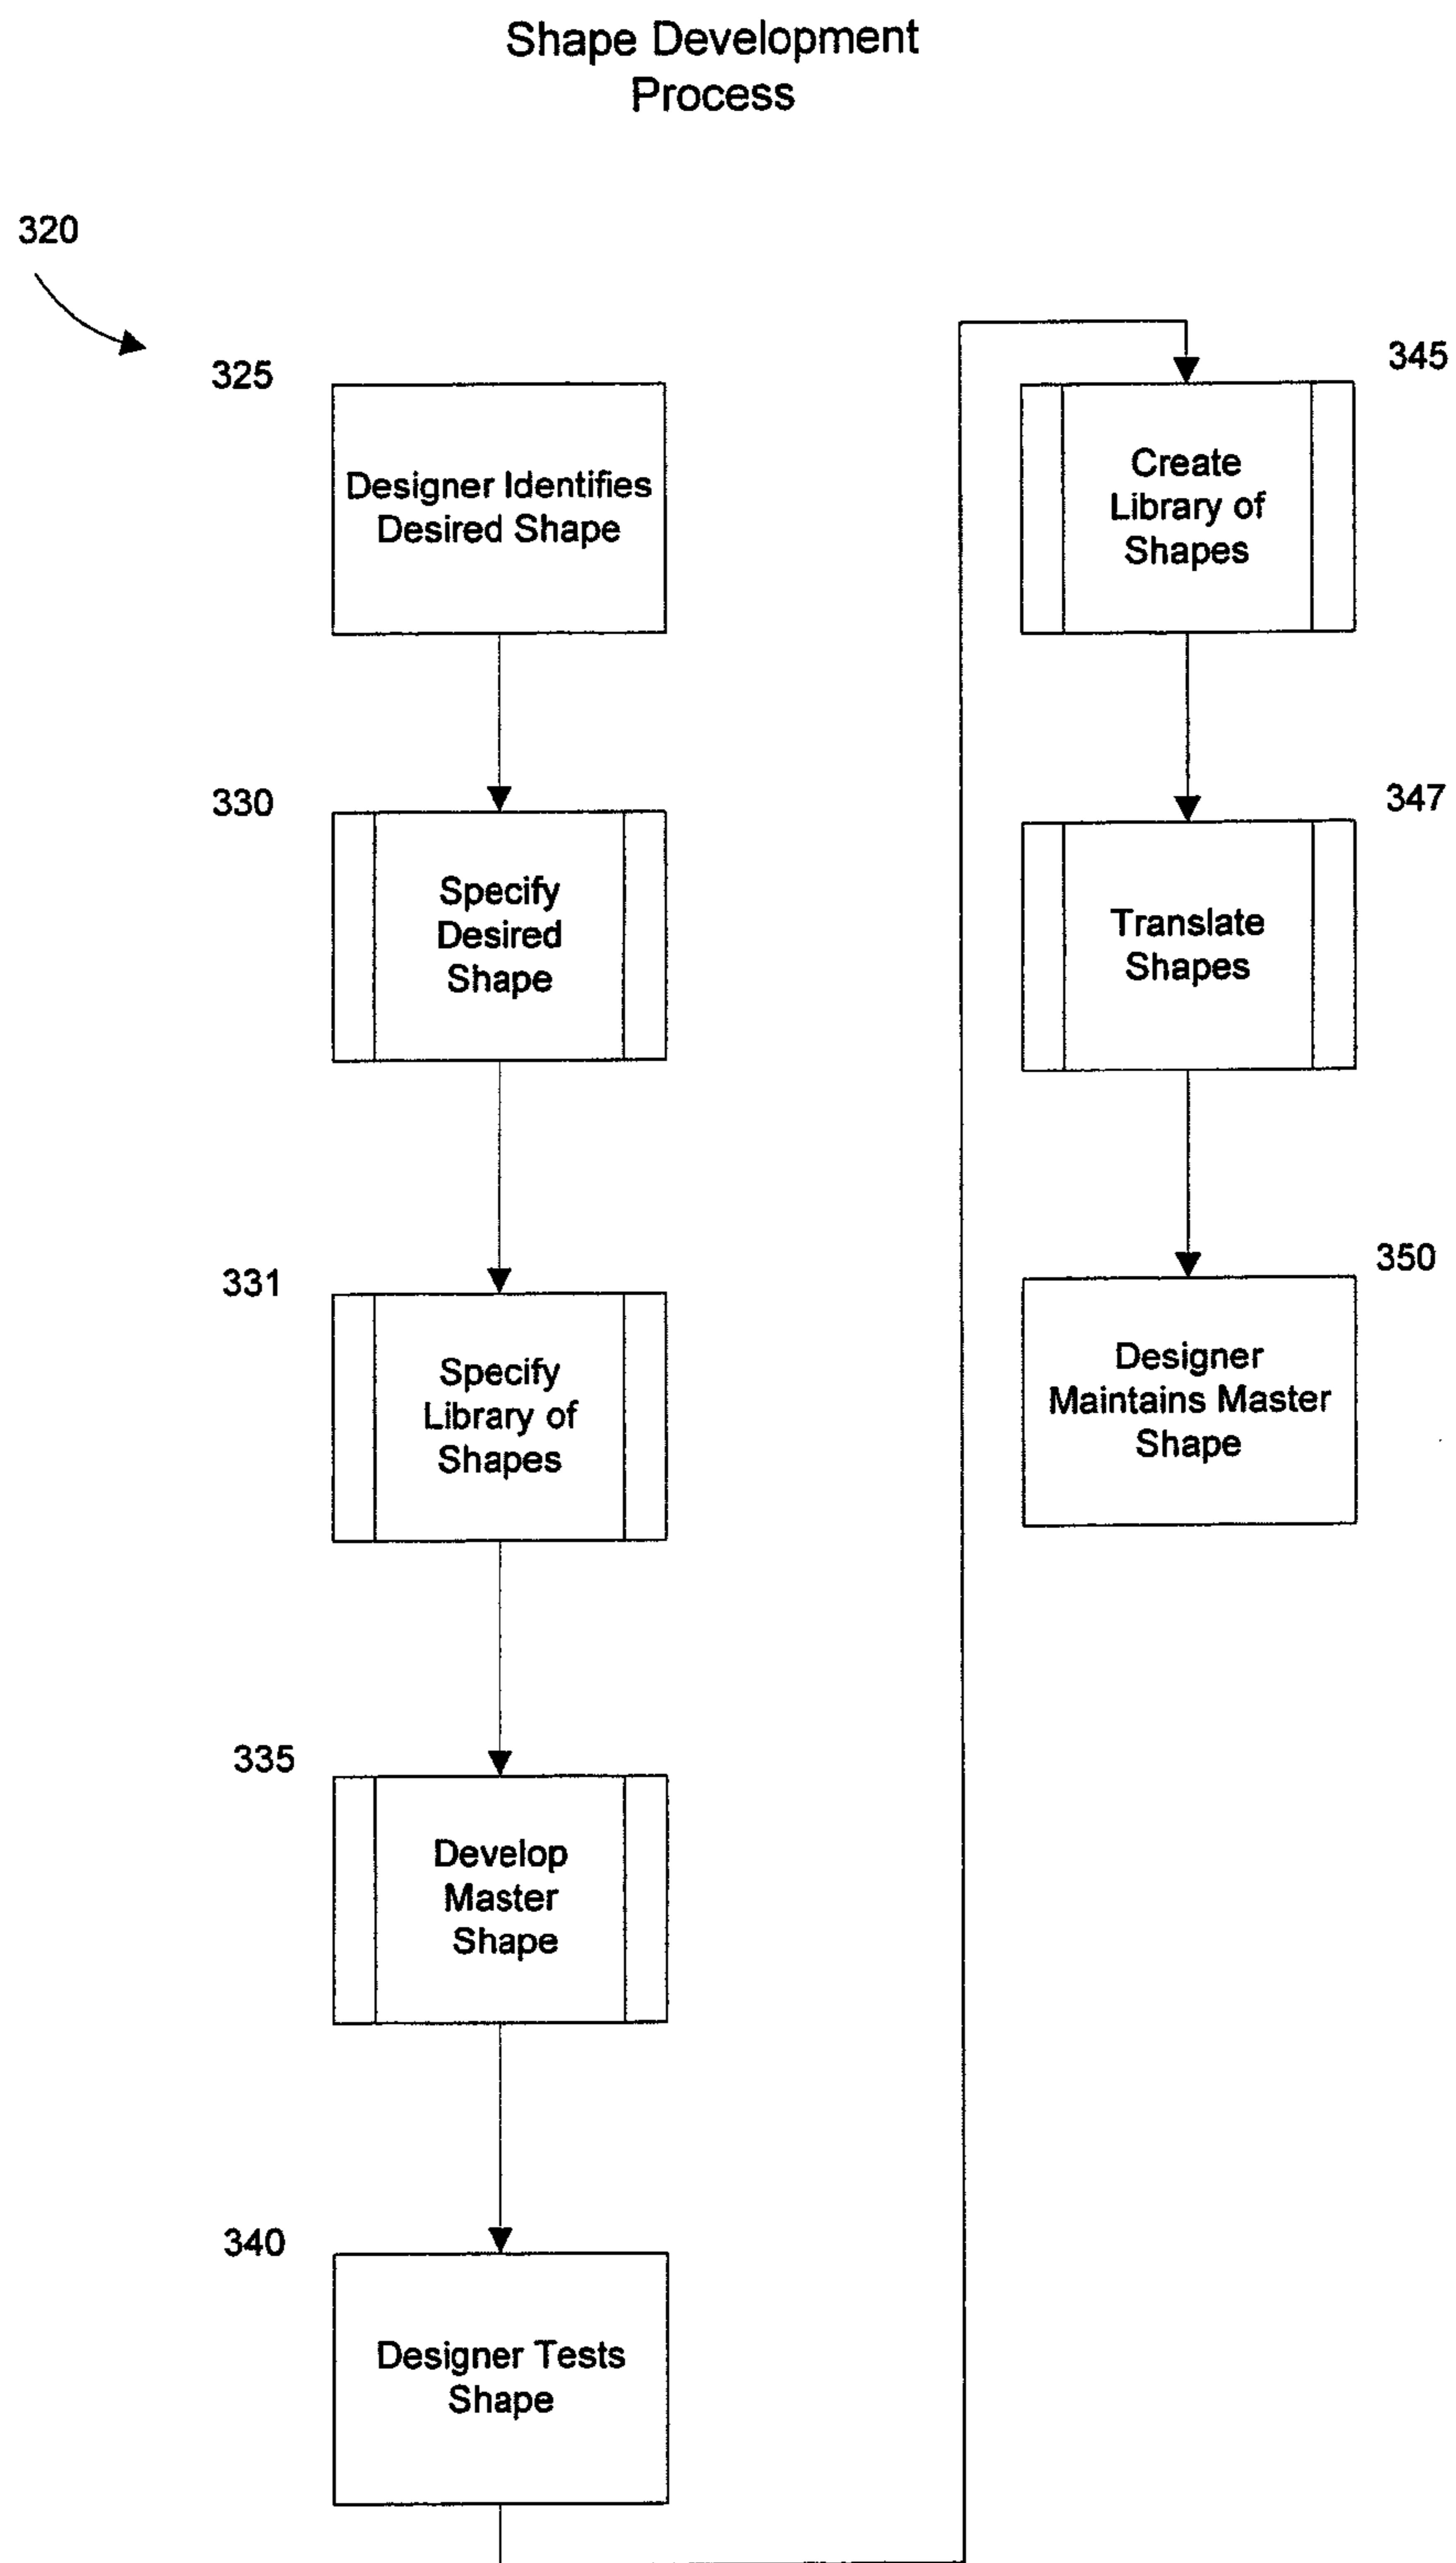 Shape Development
Process
320
325
Designer Identifies
Desired Shape
330
Specify
Desired
Shape
331
Specify
Library of
Shapes
335
Develop
Master
Shape
340
Designer Tests
Shape
345
Create
Library of
Shapes
347
Translate
Shapes
350
Designer
Maintains Master
Shape